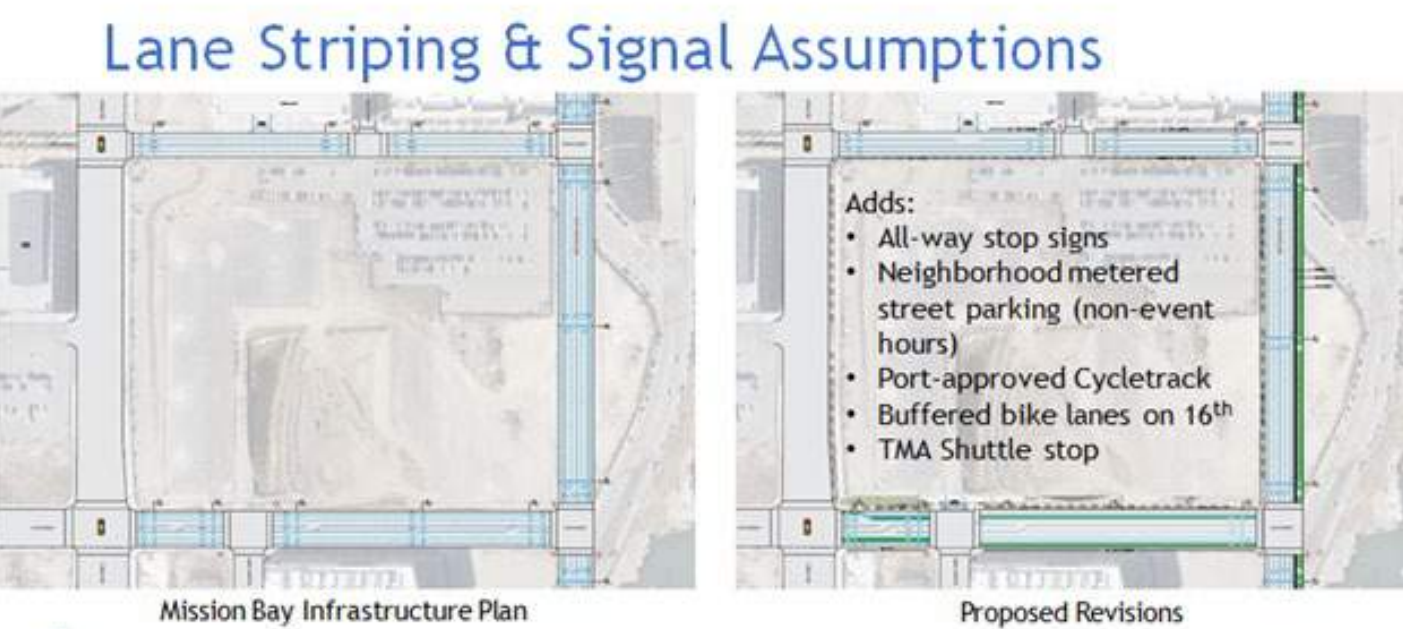 Lane Striping & Signal Assumptions
Adds:
• All-way stop signs
• Neighborhood metered
street parking (non-event
hours)
• Port-approved Cycletrack
• Buffered bike lanes on 16th
• TMA Shuttle stop
Mission Bay Infrastructure Plan
Proposed Revisions